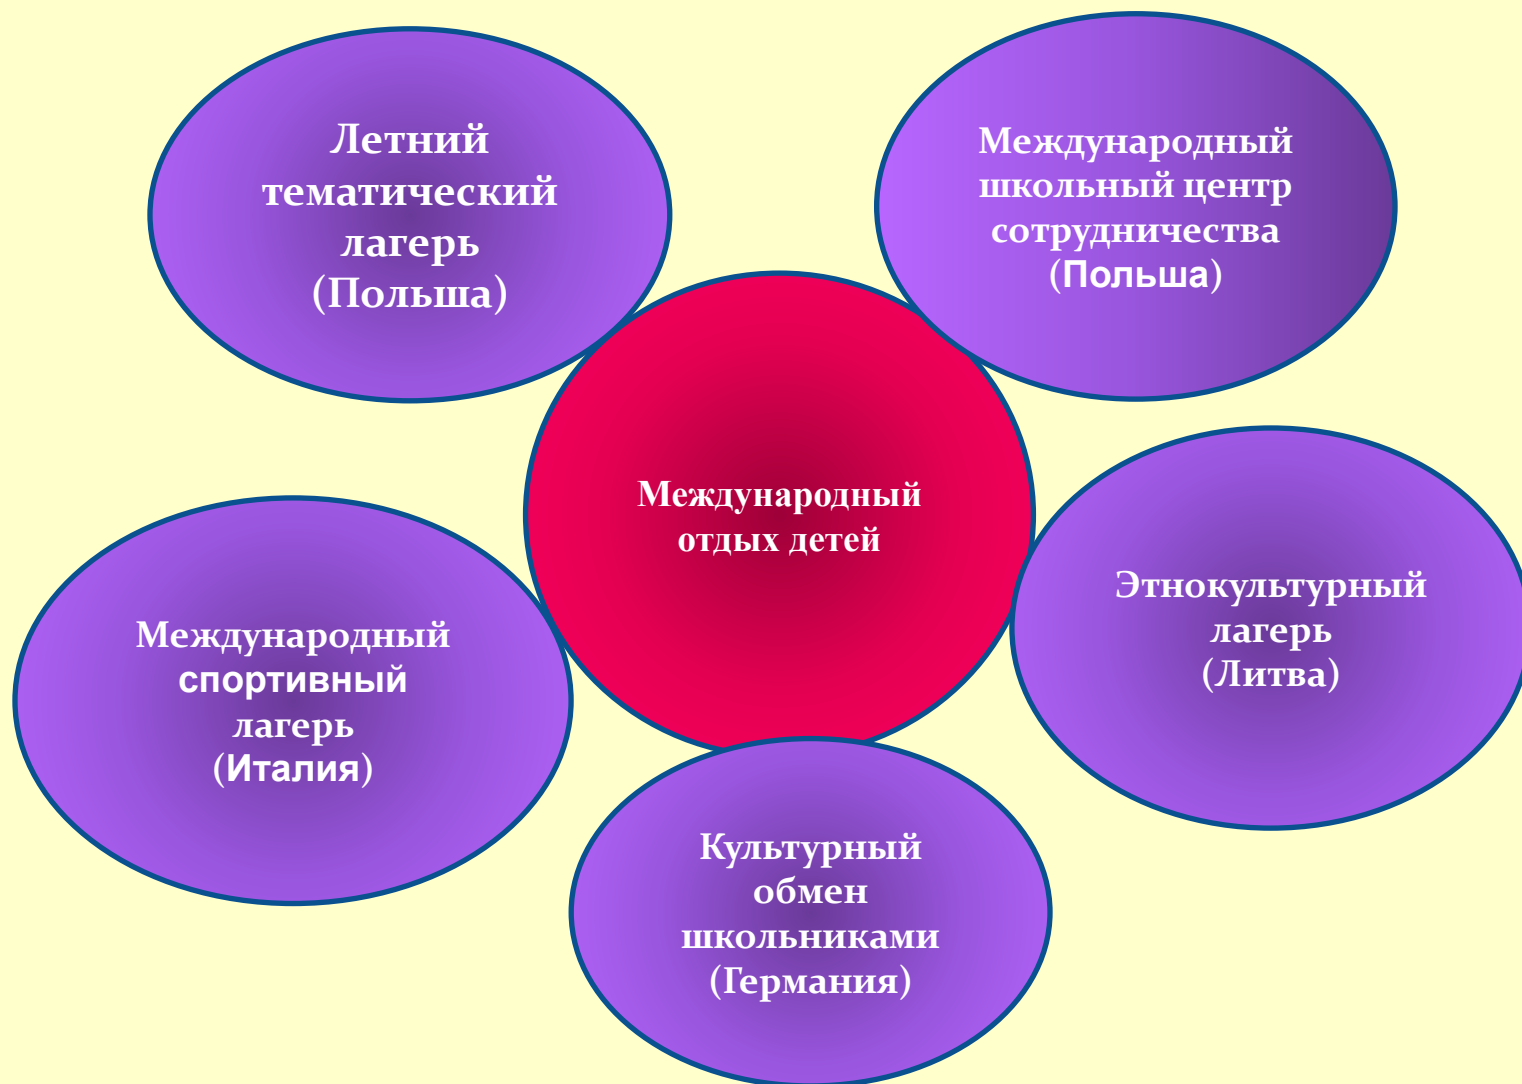 Летний
тематический
лагерь
(Польша)
Международный
школьный центр
сотрудничества
(Польша)
Международный
отдых детей
Этнокультурный
лагерь
(Литва)
Международный
спортивный
лагерь
(Италия)
Культурный
обмен
школьниками
(Германия)